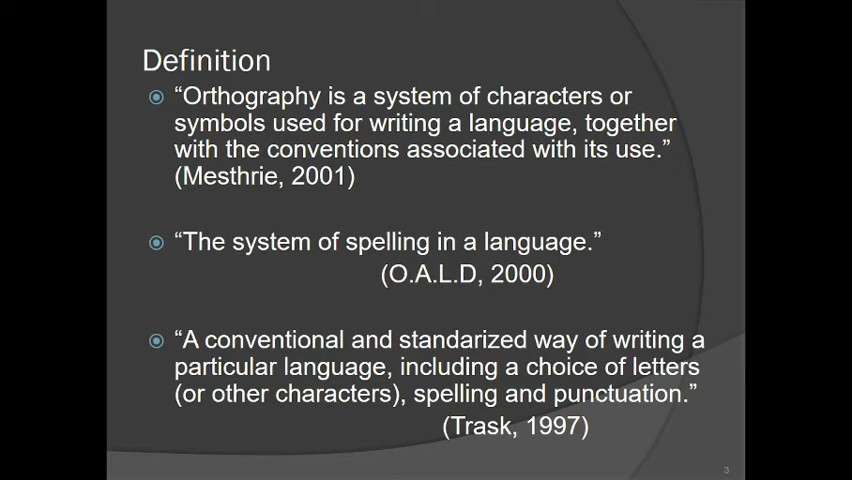 Definition
“Orthography is a system of characters or
symbols used for writing a language, together
with the conventions associated with its use.”
(Mesthrie, 2001)
“The system of spelling in a language.”
(O.A.L.D, 2000)
“A conventional and standarized way of writing a
particular language, including a choice of letters
(or other characters), spelling and punctuation.”
(Trask, 1997)
3